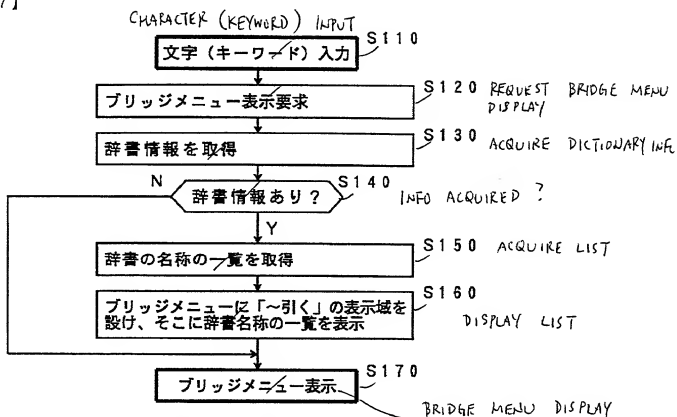 7]
CHARACTER (KEYWORD) INPUT
文字（キーワード）入力 S110
ブリッジメニュー表示要求 S120 REQUEST BRIDGE MENU
DISPLAY
辞書情報を取得 S130 ACQUIRE DICTIONARY INFO
N 辞書情報あり？ S140 INFO ACQUIRED ?
Y
辞書の名称の一覧を取得 S150 ACQUIRE LIST
ブリッジメニューに「～引く」の表示域を S160
設け、そこに辞書名称の一覧を表示 DISPLAY LIST
ブリッジメニュー表示 S170
BRIDGE MENU DISPLAY